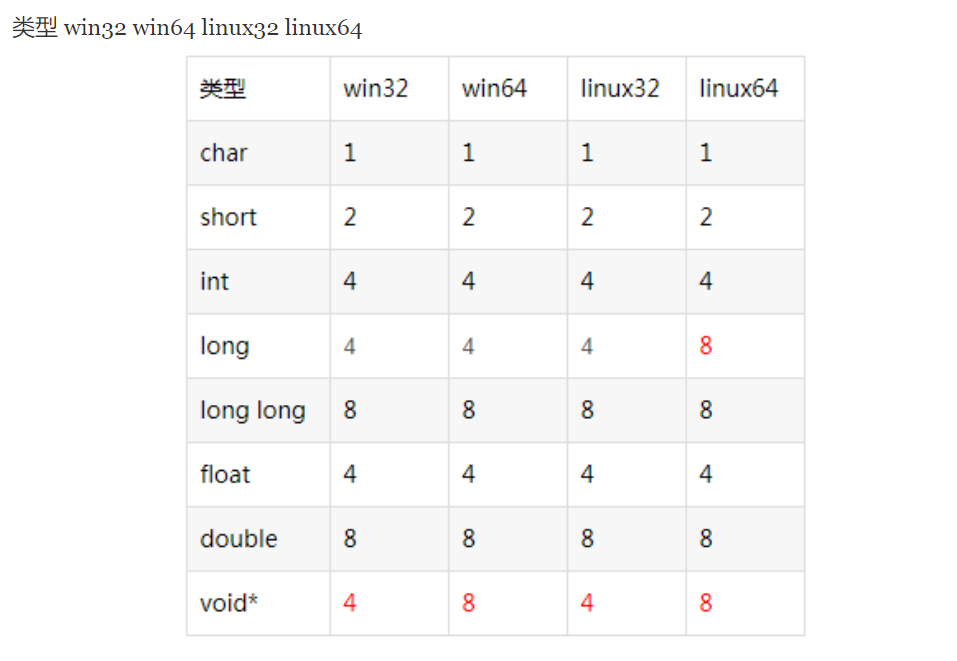 类型 win32 win64 linux32 linux64
类型 win32 win64 linux32 linux64
char 1 1 1 1
short 2 2 2 2
int 4 4 4 4
long 4 4 4 8
long long 8 8 8 8
float 4 4 4 4
double 8 8 8 8
void* 4 8 4 8